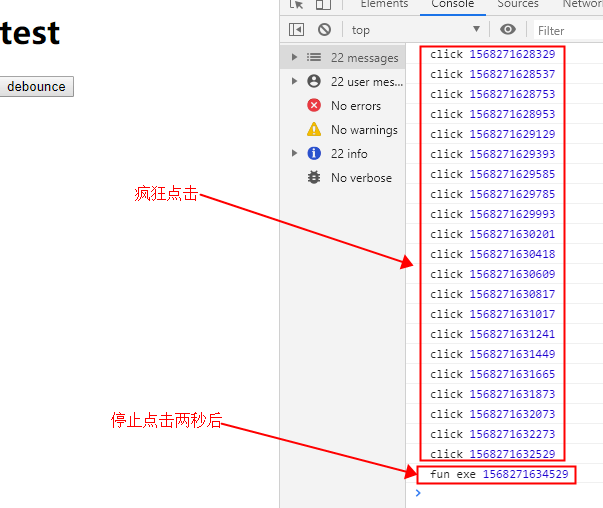 Elements
Console
Sources
Netw
top
Filter
test
debounce
22 messages
22 user mes...
No errors
No warnings
22 info
No verbose
疯狂点击
停止点击两秒后
click 1568271628329
click 1568271628537
click 1568271628753
click 1568271628953
click 1568271629129
click 1568271629393
click 1568271629585
click 1568271629785
click 1568271629993
click 1568271630201
click 1568271630418
click 1568271630609
click 1568271630817
click 1568271631017
click 1568271631241
click 1568271631449
click 1568271631665
click 1568271631873
click 1568271632073
click 1568271632273
click 1568271632529
fun exe 1568271634529